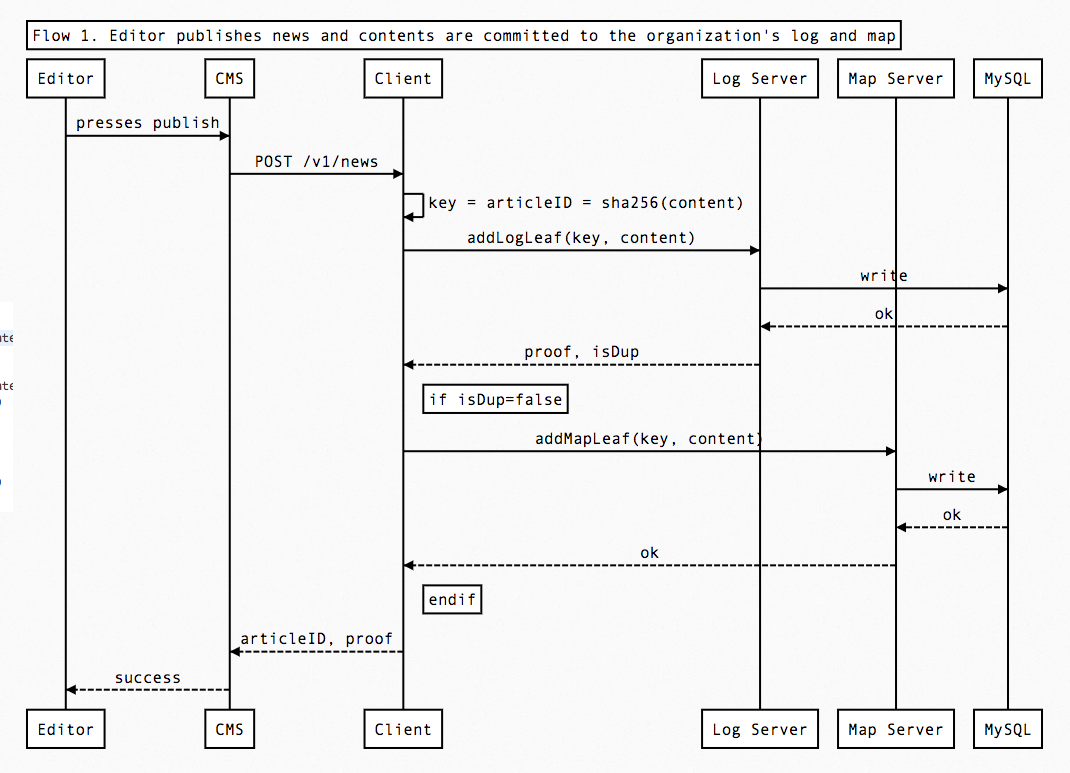 Flow 1. Editor publishes news and contents are committed to the organization's log and map
Editor CMS Client Log Server Map Server MySQL
presses publish
POST /v1/news
key = articleID = sha256(content)
addLogLeaf(key, content)
write
ok
proof, isDup
if isDup=false
addMapLeaf(key, content)
write
ok
ok
endif
articleID, proof
success
Editor CMS Client Log Server Map Server MySQL